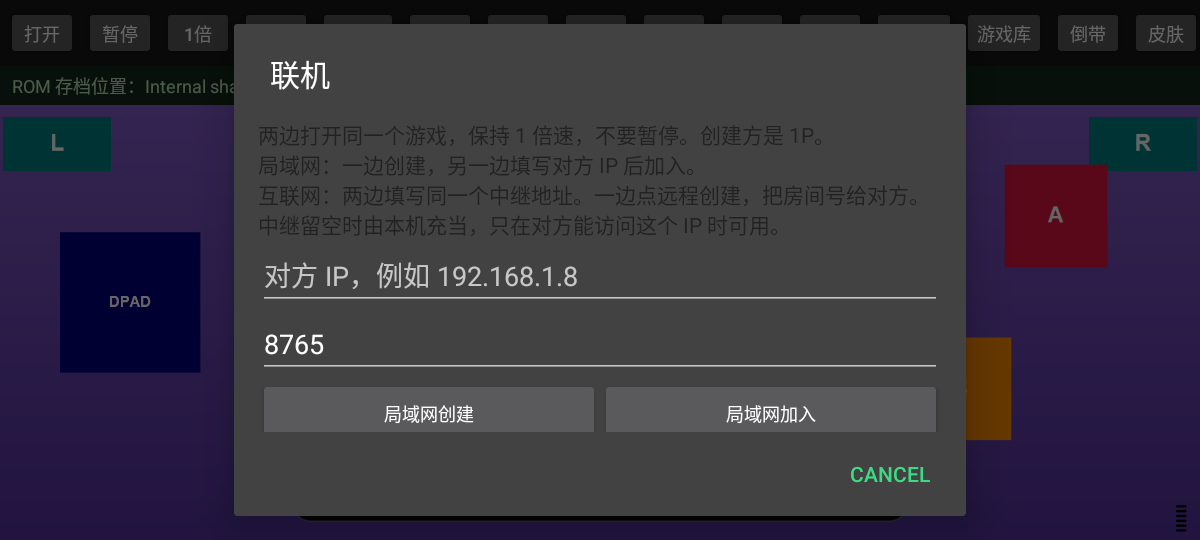 打开
暂停
1倍
游戏库
倒带
皮肤
ROM 存档位置：Internal sha
联机
两边打开同一个游戏，保持 1 倍速，不要暂停。创建方是 1P。
局域网：一边创建，另一边填写对方 IP 后加入。
互联网：两边填写同一个中继地址。一边点远程创建，把房间号给对方。
中继留空时由本机充当，只在对方能访问这个 IP 时可用。
对方 IP，例如 192.168.1.8
8765
局域网创建
局域网加入
CANCEL
L
R
A
DPAD